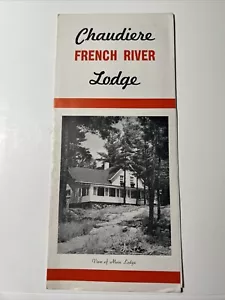 Chaudiere
FRENCH RIVER
Lodge
View of Main Lodge